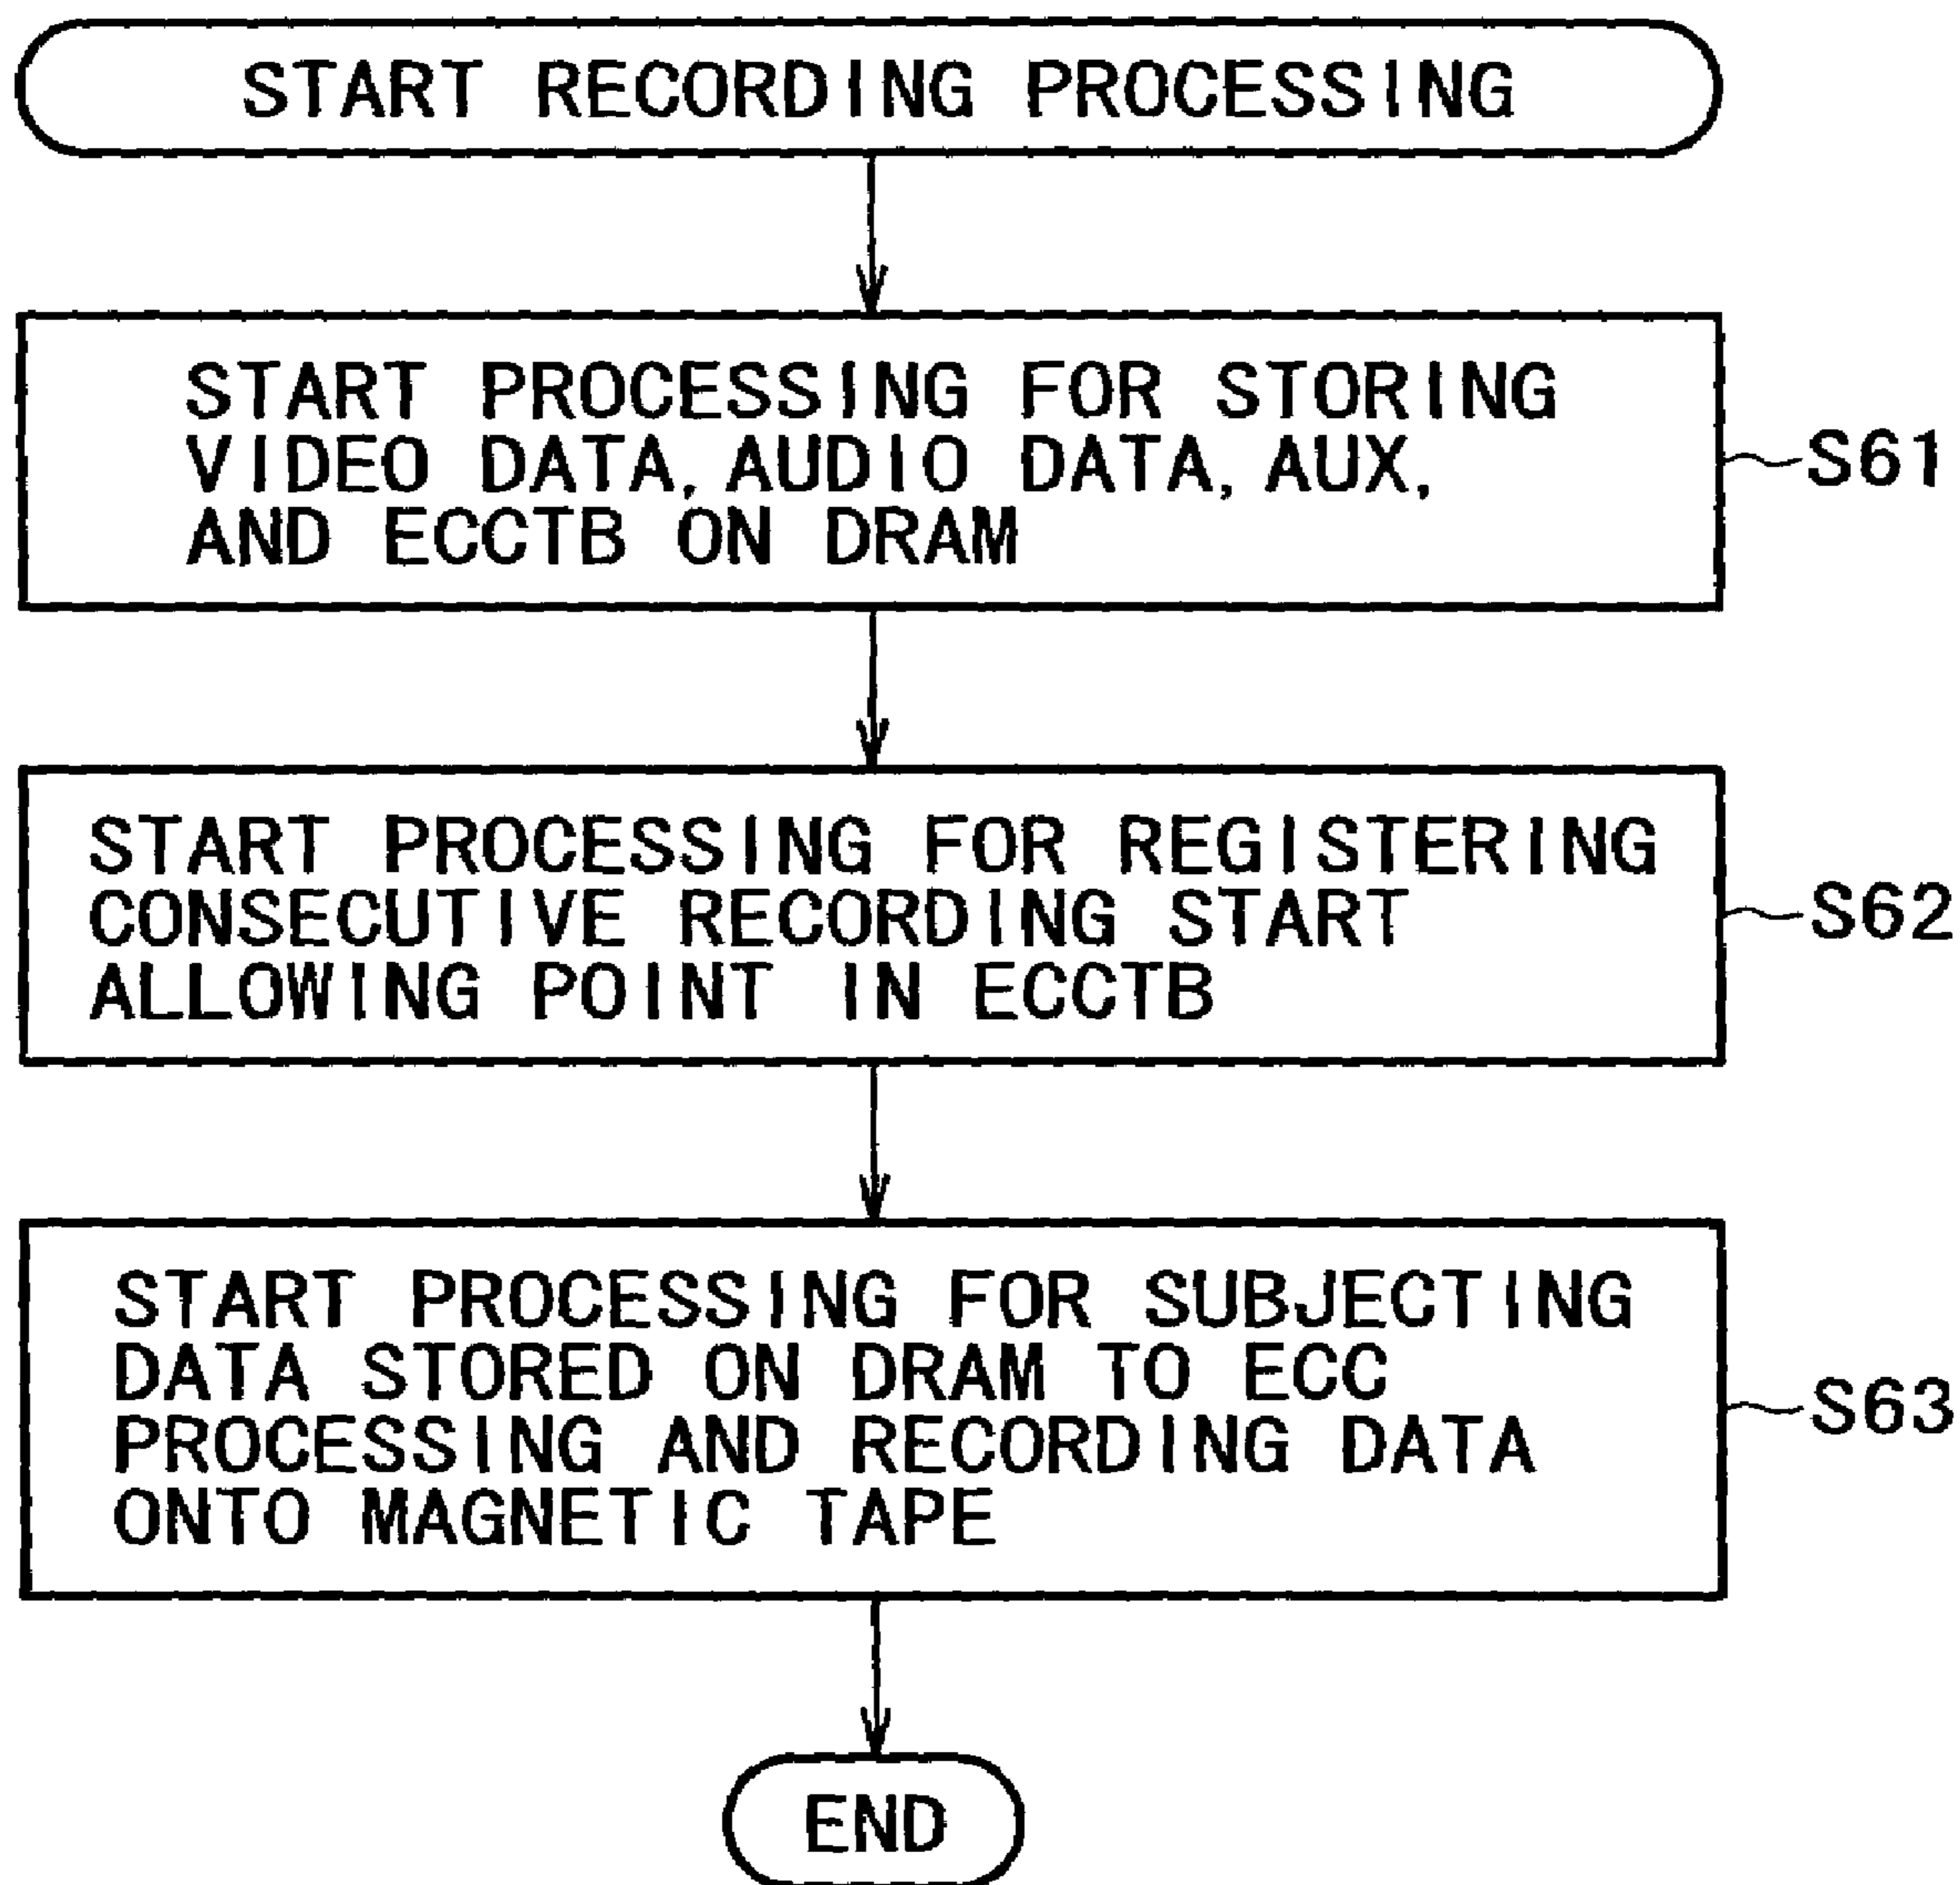 START RECORDING PROCESSING
START PROCESSING FOR STORING
VIDEO DATA, AUDIO DATA, AUX,
AND ECCTB ON DRAM
S61
START PROCESSING FOR REGISTERING
CONSECUTIVE RECORDING START
ALLOWING POINT IN ECCTB
S62
START PROCESSING FOR SUBJECTING
DATA STORED ON DRAM TO ECC
PROCESSING AND RECORDING DATA
ONTO MAGNETIC TAPE
S63
END